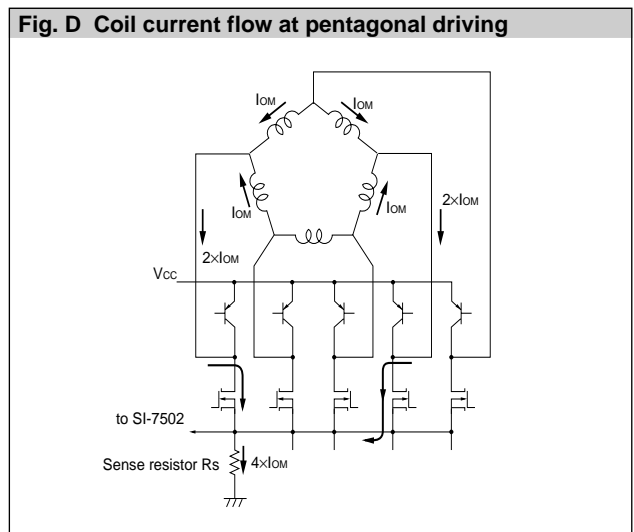 Fig. D Coil current flow at pentagonal driving
IOM
IOM
IOM
IOM
2×IOM
2×IOM
Vcc
to SI-7502
Sense resistor Rs
4×IOM